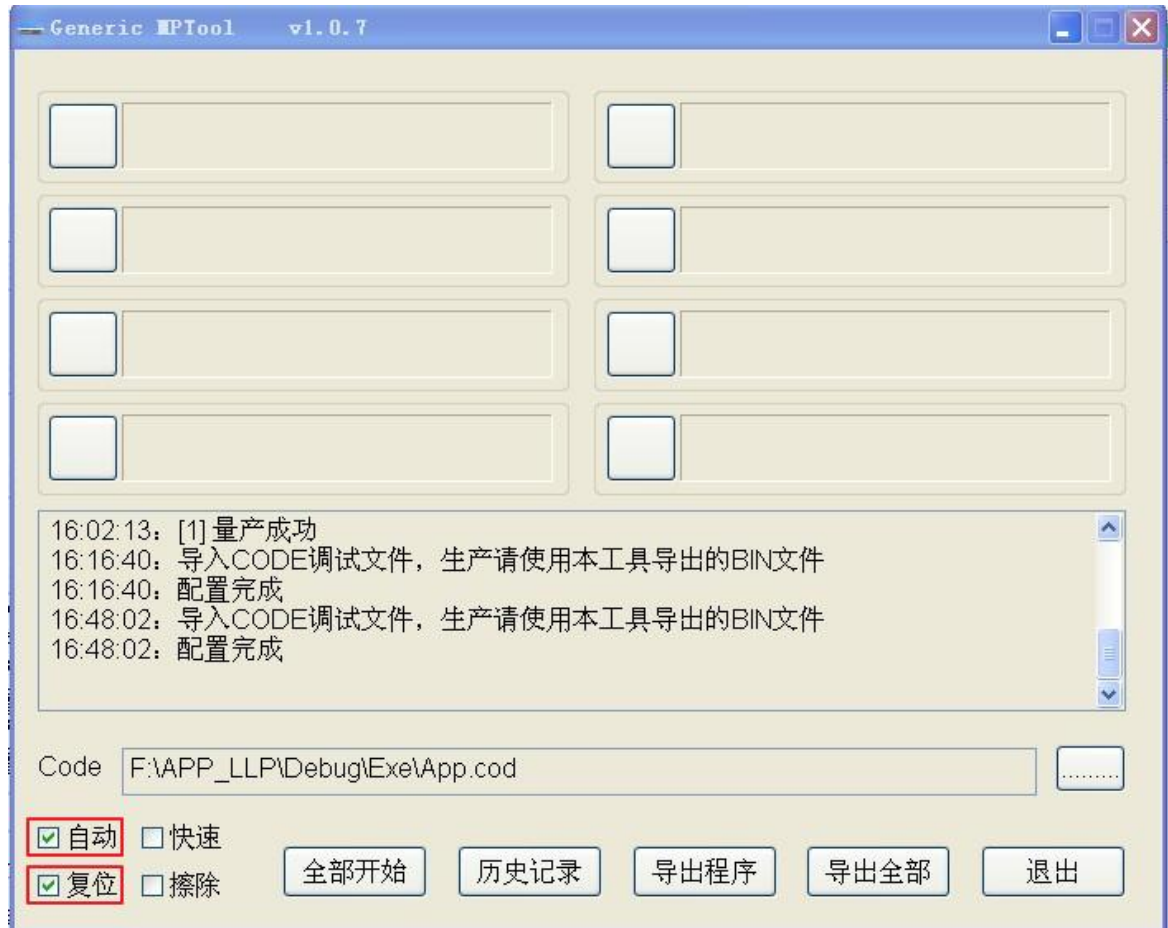 Generic MPTool v1.0.7
16:02:13：[1] 量产成功
16:16:40：导入CODE调试文件，生产请使用本工具导出的BIN文件
16:16:40：配置完成
16:48:02：导入CODE调试文件，生产请使用本工具导出的BIN文件
16:48:02：配置完成
Code F:\APP_LLP\Debug\Exe\App.cod .........
自动 快速
复位 擦除
全部开始 历史记录 导出程序 导出全部 退出